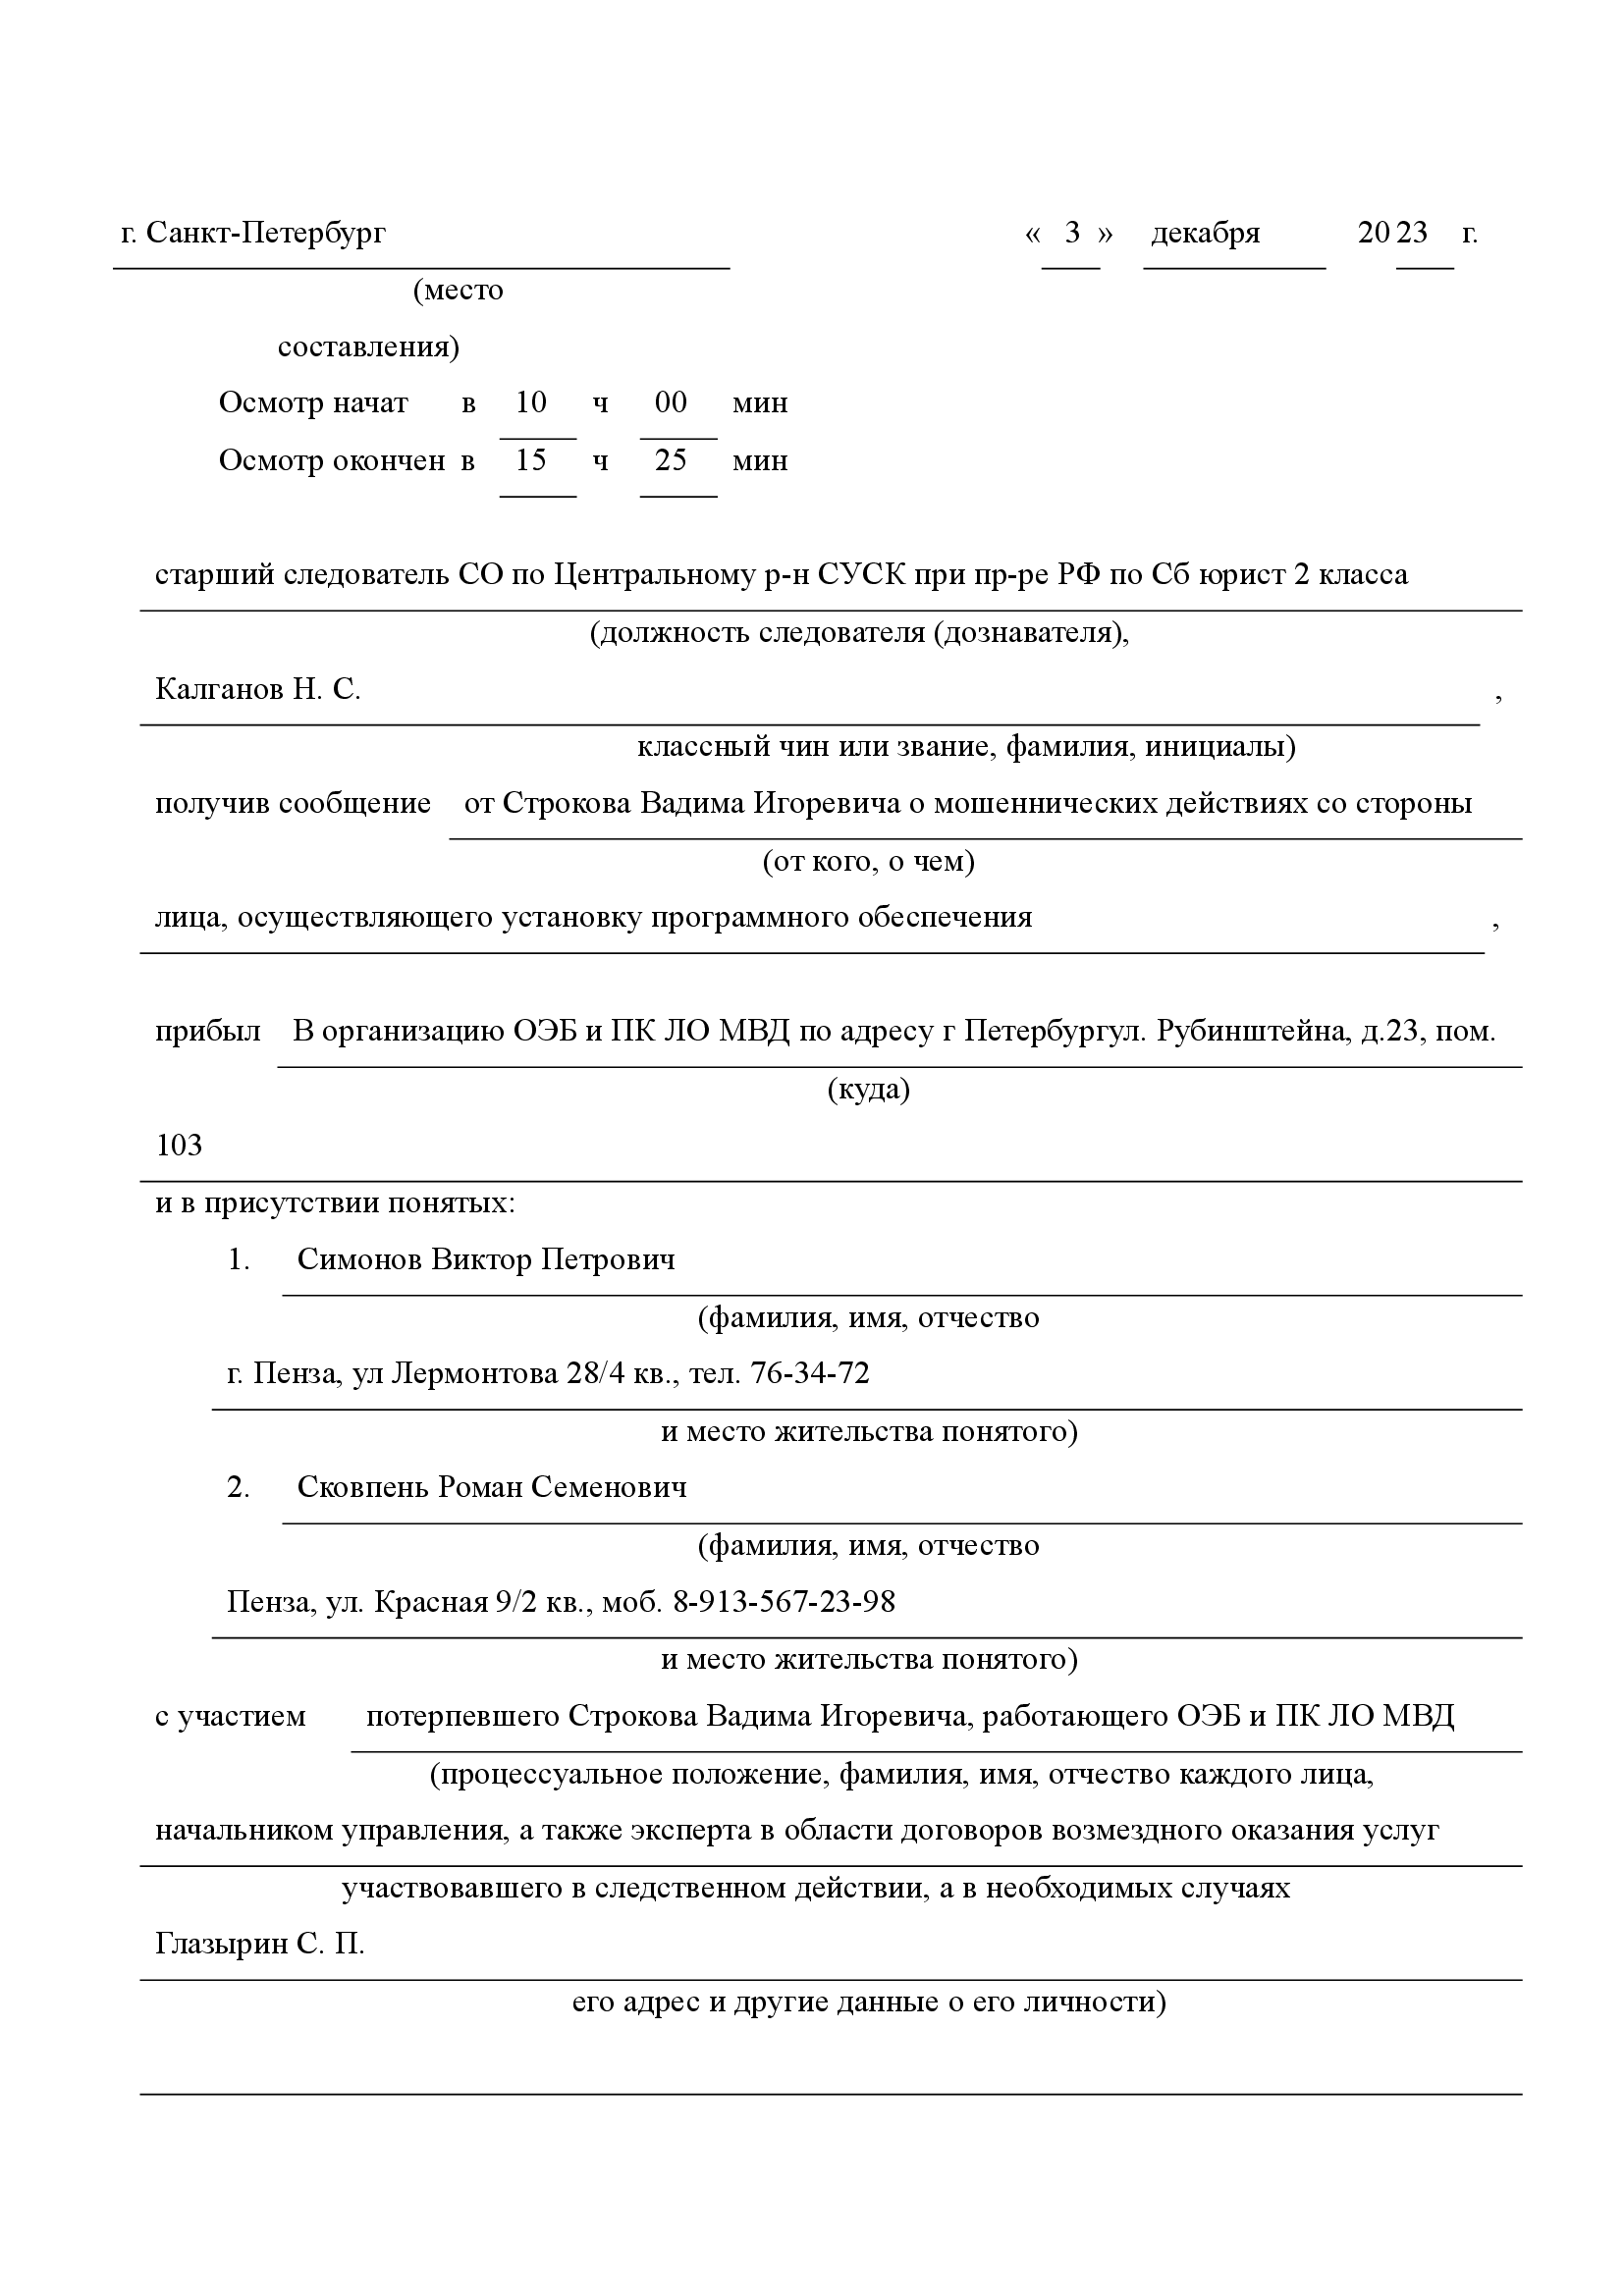 г. Санкт-Петербург « 3 » декабря 2023 г.
(место
составления)
Осмотр начат в 10 ч 00 мин
Осмотр окончен в 15 ч 25 мин
старший следователь СО по Центральному р-н СУСК при пр-ре РФ по Сб юрист 2 класса
(должность следователя (дознавателя),
Калганов Н. С. ,
классный чин или звание, фамилия, инициалы)
получив сообщение от Строкова Вадима Игоревича о мошеннических действиях со стороны
(от кого, о чем)
лица, осуществляющего установку программного обеспечения ,
прибыл В организацию ОЭБ и ПК ЛО МВД по адресу г Петербургул. Рубинштейна, д.23, пом.
(куда)
103
и в присутствии понятых:
1. Симонов Виктор Петрович
(фамилия, имя, отчество
г. Пенза, ул Лермонтова 28/4 кв., тел. 76-34-72
и место жительства понятого)
2. Сковпень Роман Семенович
(фамилия, имя, отчество
Пенза, ул. Красная 9/2 кв., моб. 8-913-567-23-98
и место жительства понятого)
с участием потерпевшего Строкова Вадима Игоревича, работающего ОЭБ и ПК ЛО МВД
(процессуальное положение, фамилия, имя, отчество каждого лица,
начальником управления, а также эксперта в области договоров возмездного оказания услуг
участвовавшего в следственном действии, а в необходимых случаях
Глазырин С. П.
его адрес и другие данные о его личности)